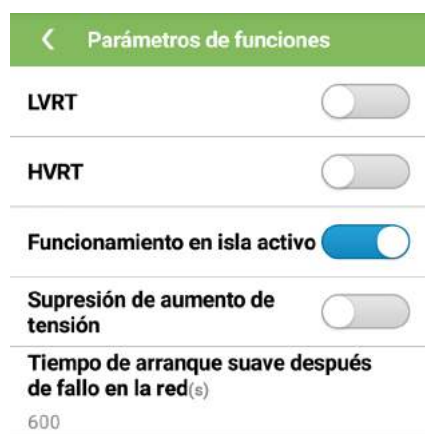 Parámetros de funciones
LVRT
HVRT
Funcionamiento en isla activo
Supresión de aumento de
tensión
Tiempo de arranque suave después
de fallo en la red(s)
600